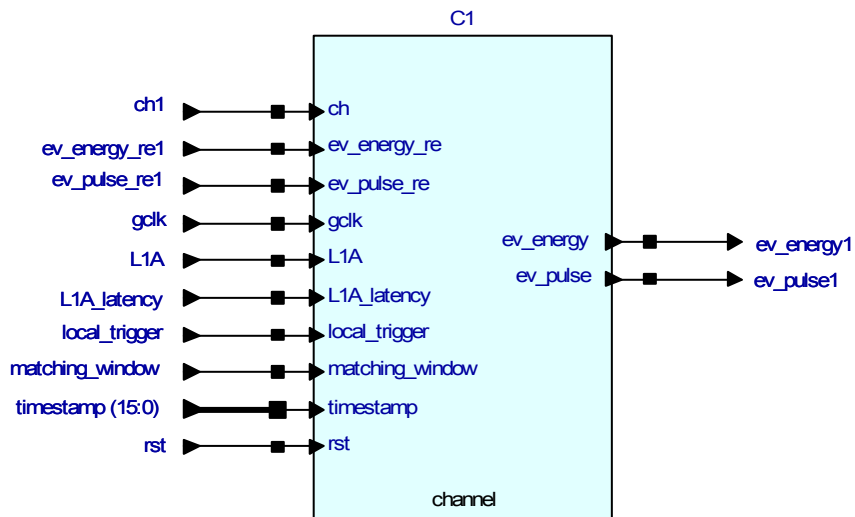 C1
ch1
ch
ev_energy_re1
ev_energy_re
ev_pulse_re1
ev_pulse_re
gclk
gclk
ev_energy
ev_energy1
L1A
L1A
ev_pulse
ev_pulse1
L1A_latency
L1A_latency
local_trigger
local_trigger
matching_window
matching_window
timestamp (15:0)
timestamp
rst
rst
channel